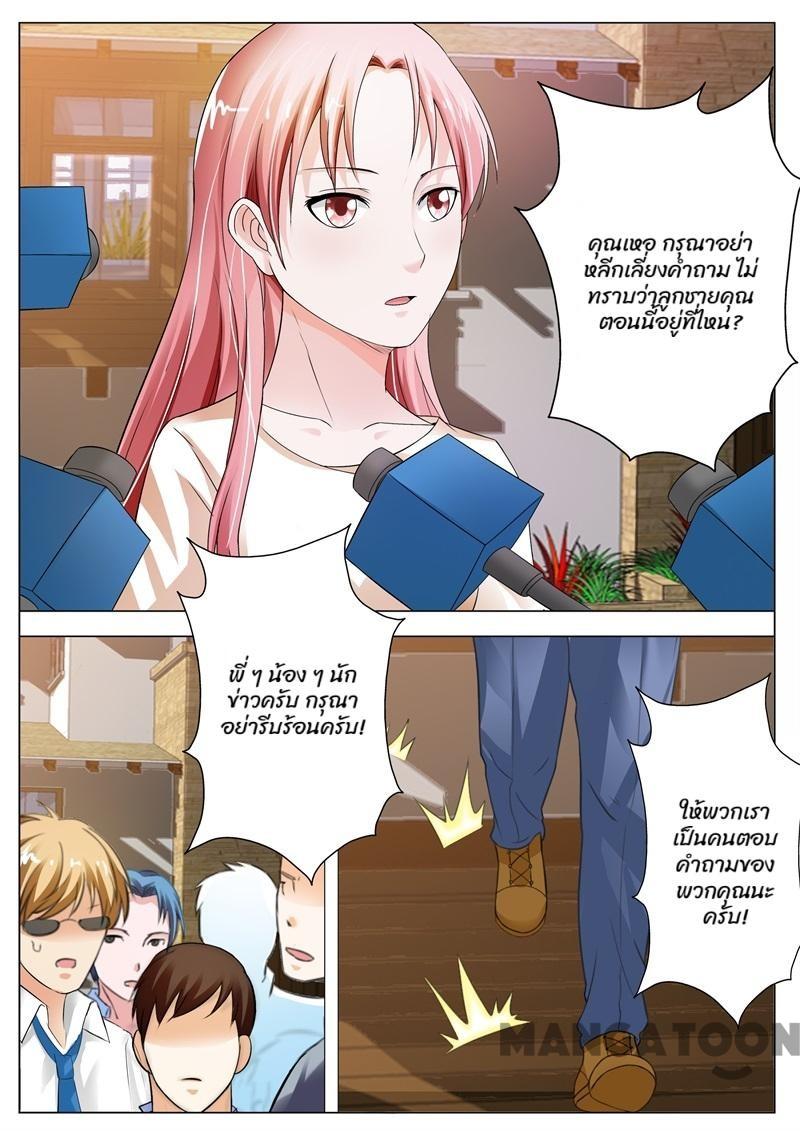 คุณเหอ กรุณาอย่า
หลีกเลี่ยงคำถาม ไม่
ทราบว่าลูกชายคุณ
ตอนนี้อยู่ที่ไหน?
พี่ ๆ น้อง ๆ นัก
ข่าวครับ กรุณา
อย่ารีบร้อนครับ!
ให้พวกเรา
เป็นคนตอบ
คำถามของ
พวกคุณนะ
ครับ!
MANGATOON